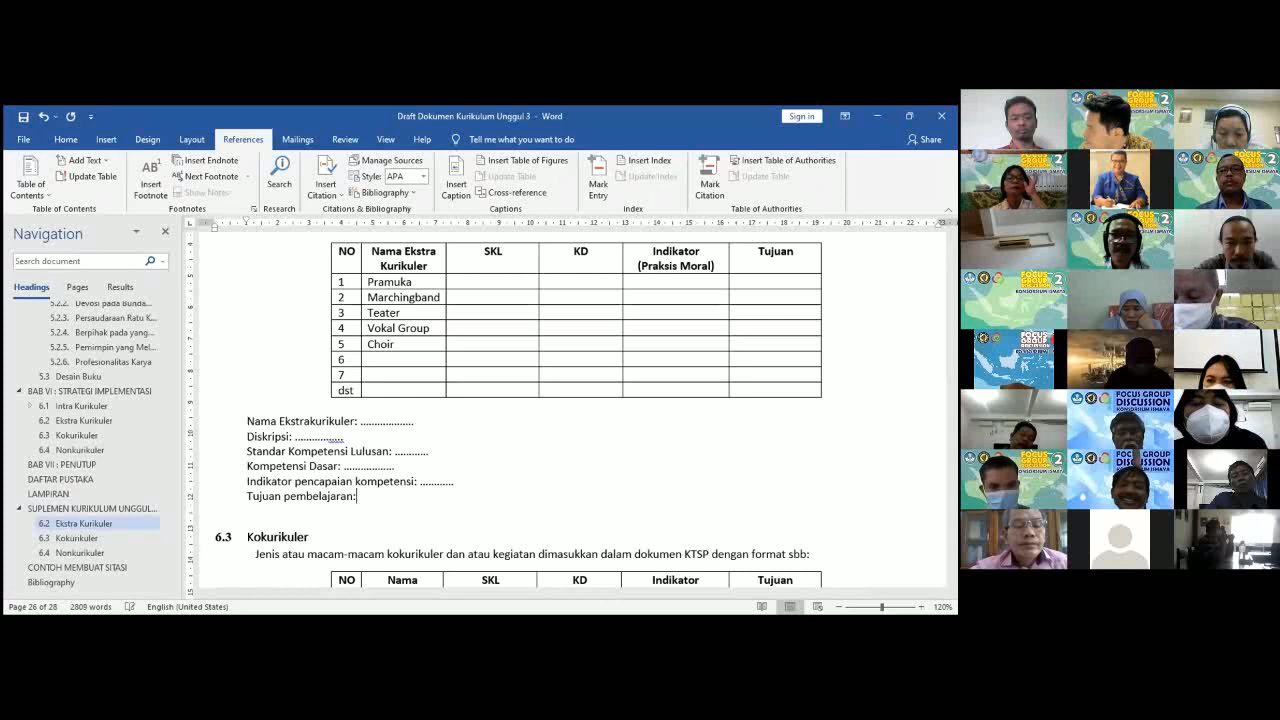 Draft Dokumen Kurikulum Unggul 3 - Word
Sign in
File Home Insert Design Layout References Mailings Review View Help Tell me what you want to do Share
Table of Contents
Add Text
Update Table
Table of Contents
AB¹ Insert Footnote
Insert Endnote
Next Footnote
Show Notes
Footnotes
Search
Research
Insert Citation
Manage Sources
Style: APA
Bibliography
Citations & Bibliography
Insert Caption
Insert Table of Figures
Update Table
Cross-reference
Captions
Mark Entry
Insert Index
Update Index
Index
Mark Citation
Insert Table of Authorities
Update Table
Table of Authorities
Navigation
Search document
Headings Pages Results
5.2.2. Devosi pada Bunda...
5.2.3. Persaudaraan Ratu K...
5.2.4. Berpihak pada yang...
5.2.5. Pemimpin yang Mel...
5.2.6. Profesionalitas Karya
5.3 Desain Buku
BAB VI : STRATEGI IMPLEMENTASI
6.1 Intra Kurikuler
6.2 Ekstra Kurikuler
6.3 Kokurikuler
6.4 Nonkurikuler
BAB VII : PENUTUP
DAFTAR PUSTAKA
LAMPIRAN
SUPLEMEN KURIKULUM UNGGUL...
6.2 Ekstra Kurikuler
6.3 Kokurikuler
6.4 Nonkurikuler
CONTOH MEMBUAT SITASI
Bibliography
NO Nama Ekstra Kurikuler SKL KD Indikator (Praksis Moral) Tujuan
1 Pramuka
2 Marchingband
3 Teater
4 Vokal Group
5 Choir
6
7
dst
Nama Ekstrakurikuler: ...................
Diskripsi: .................
Standar Kompetensi Lulusan: ............
Kompetensi Dasar: ..................
Indikator pencapaian kompetensi: ............
Tujuan pembelajaran:
6.3 Kokurikuler
Jenis atau macam-macam kokurikuler dan atau kegiatan dimasukkan dalam dokumen KTSP dengan format sbb:
NO Nama SKL KD Indikator Tujuan
Page 26 of 28 2809 words English (United States) 120%
FOCUS GROUP DISCUSSION 2
KONSORSIUM ISMAYA
FOCUS GROUP DISCUSSION
KONSORSIUM ISMAYA